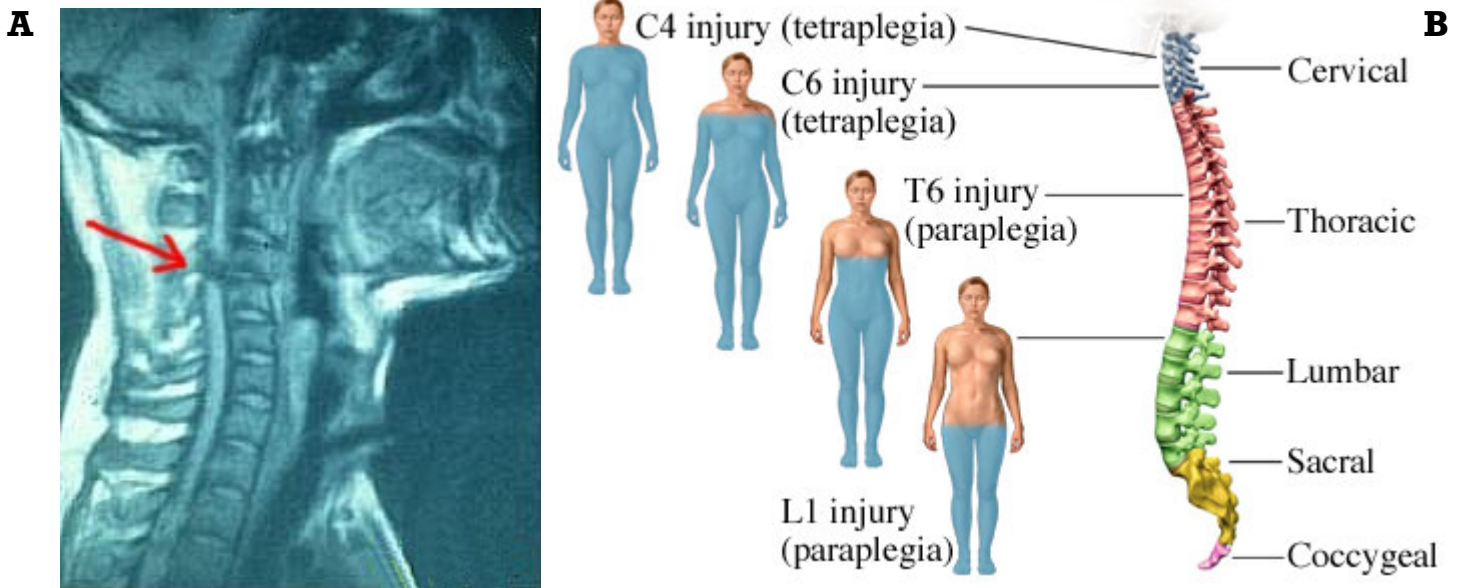 A
B
C4 injury (tetraplegia)
C6 injury
(tetraplegia)
T6 injury
(paraplegia)
L1 injury
(paraplegia)
Cervical
Thoracic
Lumbar
Sacral
Coccygeal